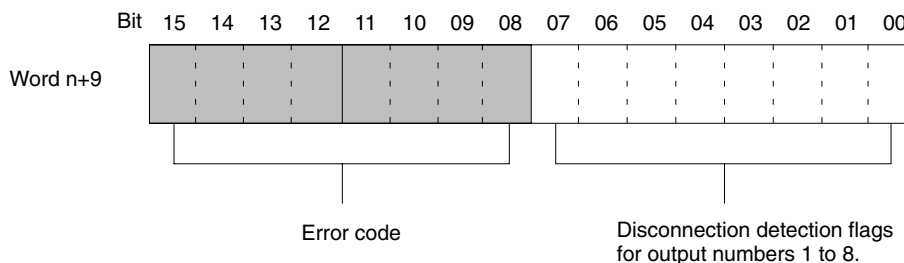 Bit 15 14 13 12 11 10 09 08 07 06 05 04 03 02 01 00
Word n+9
Error code
Disconnection detection flags
for output numbers 1 to 8.